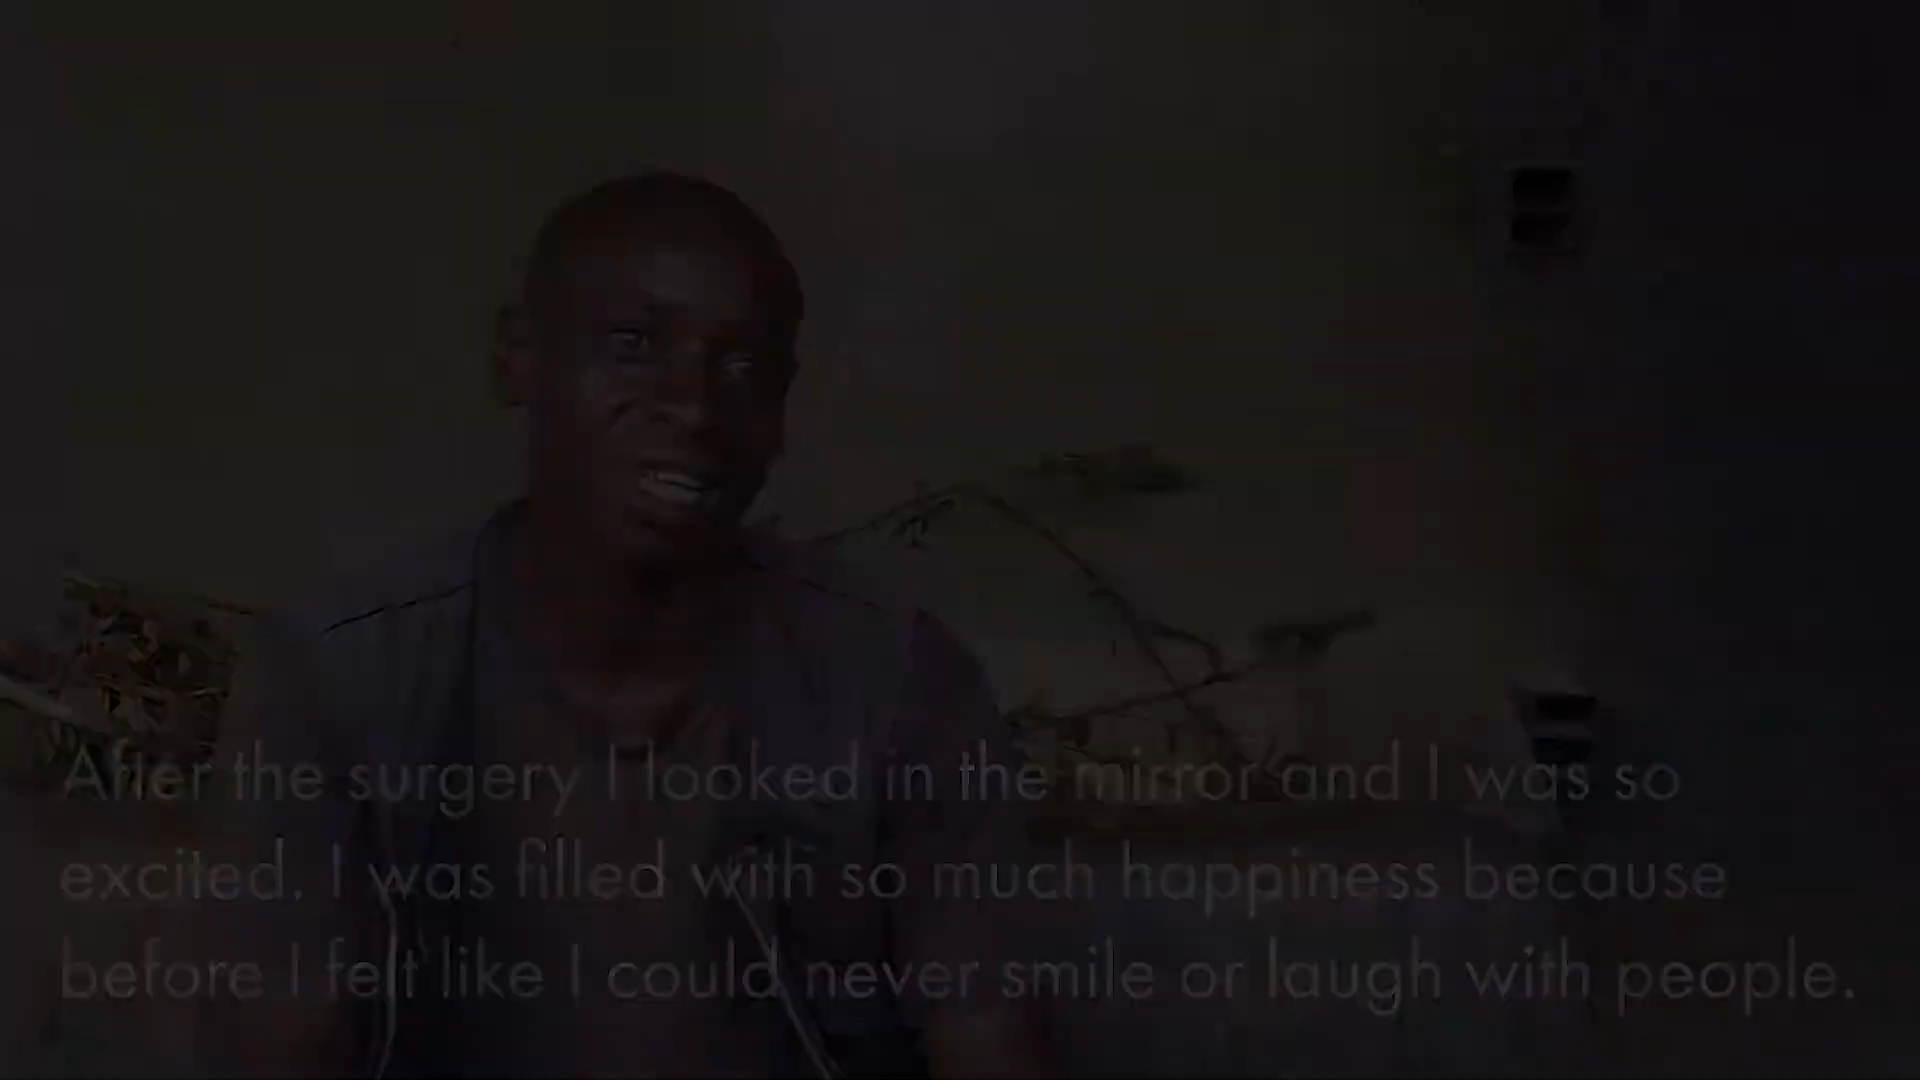 After the surgery I looked in the mirror and I was so
excited. I was filled with so much happiness because
before I felt like I could never smile or laugh with people.